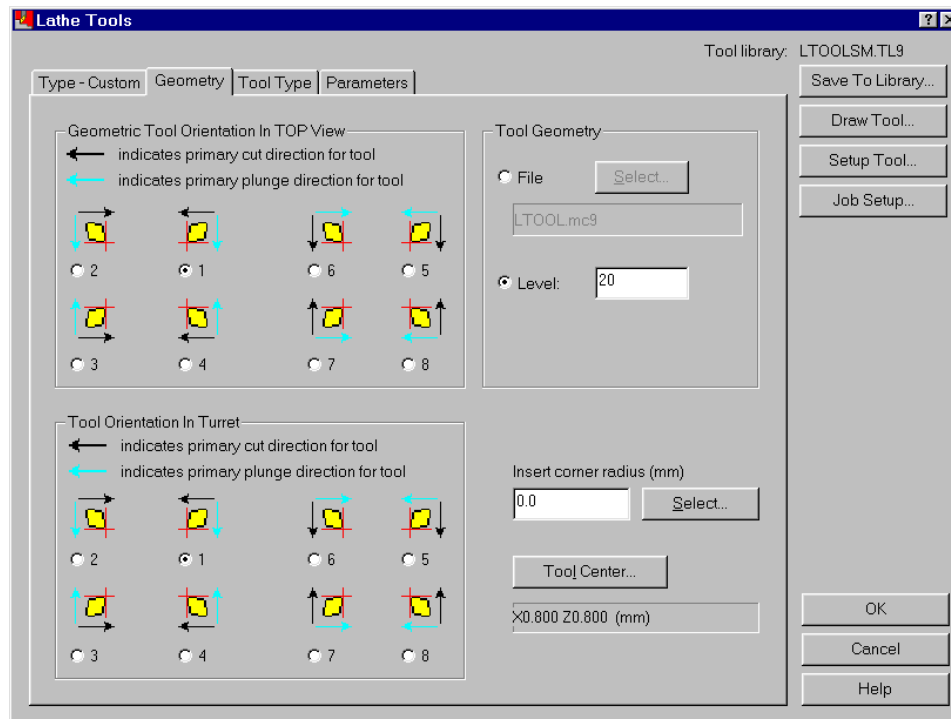 Lathe Tools
Tool library: LTOOLSM.TL9
Type - Custom Geometry Tool Type Parameters
Save To Library...
Draw Tool...
Setup Tool...
Job Setup...
Geometric Tool Orientation In TOP View
indicates primary cut direction for tool
indicates primary plunge direction for tool
2 1 6 5
3 4 7 8
Tool Geometry
File Select...
LTOOL.mc9
Level: 20
Tool Orientation In Turret
indicates primary cut direction for tool
indicates primary plunge direction for tool
2 1 6 5
3 4 7 8
Insert corner radius (mm)
0.0 Select...
Tool Center...
X0.800 Z0.800 (mm)
OK
Cancel
Help